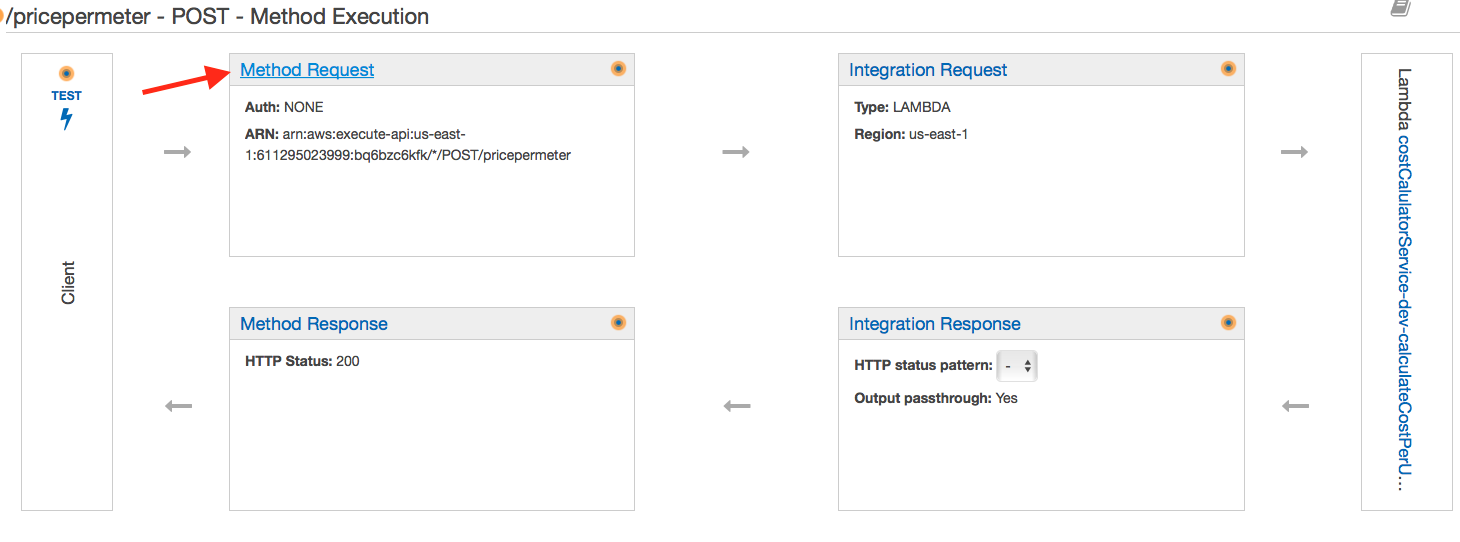 /pricepermeter - POST - Method Execution
TEST
Client
Method Request
Auth: NONE
ARN: arn:aws:execute-api:us-east-
1:611295023999:bq6bzc6kfk/*/POST/pricepermeter
Integration Request
Type: LAMBDA
Region: us-east-1
Method Response
HTTP Status: 200
Integration Response
HTTP status pattern: -
Output passthrough: Yes
Lambda costCalulatorService-dev-calculateCostPerU...